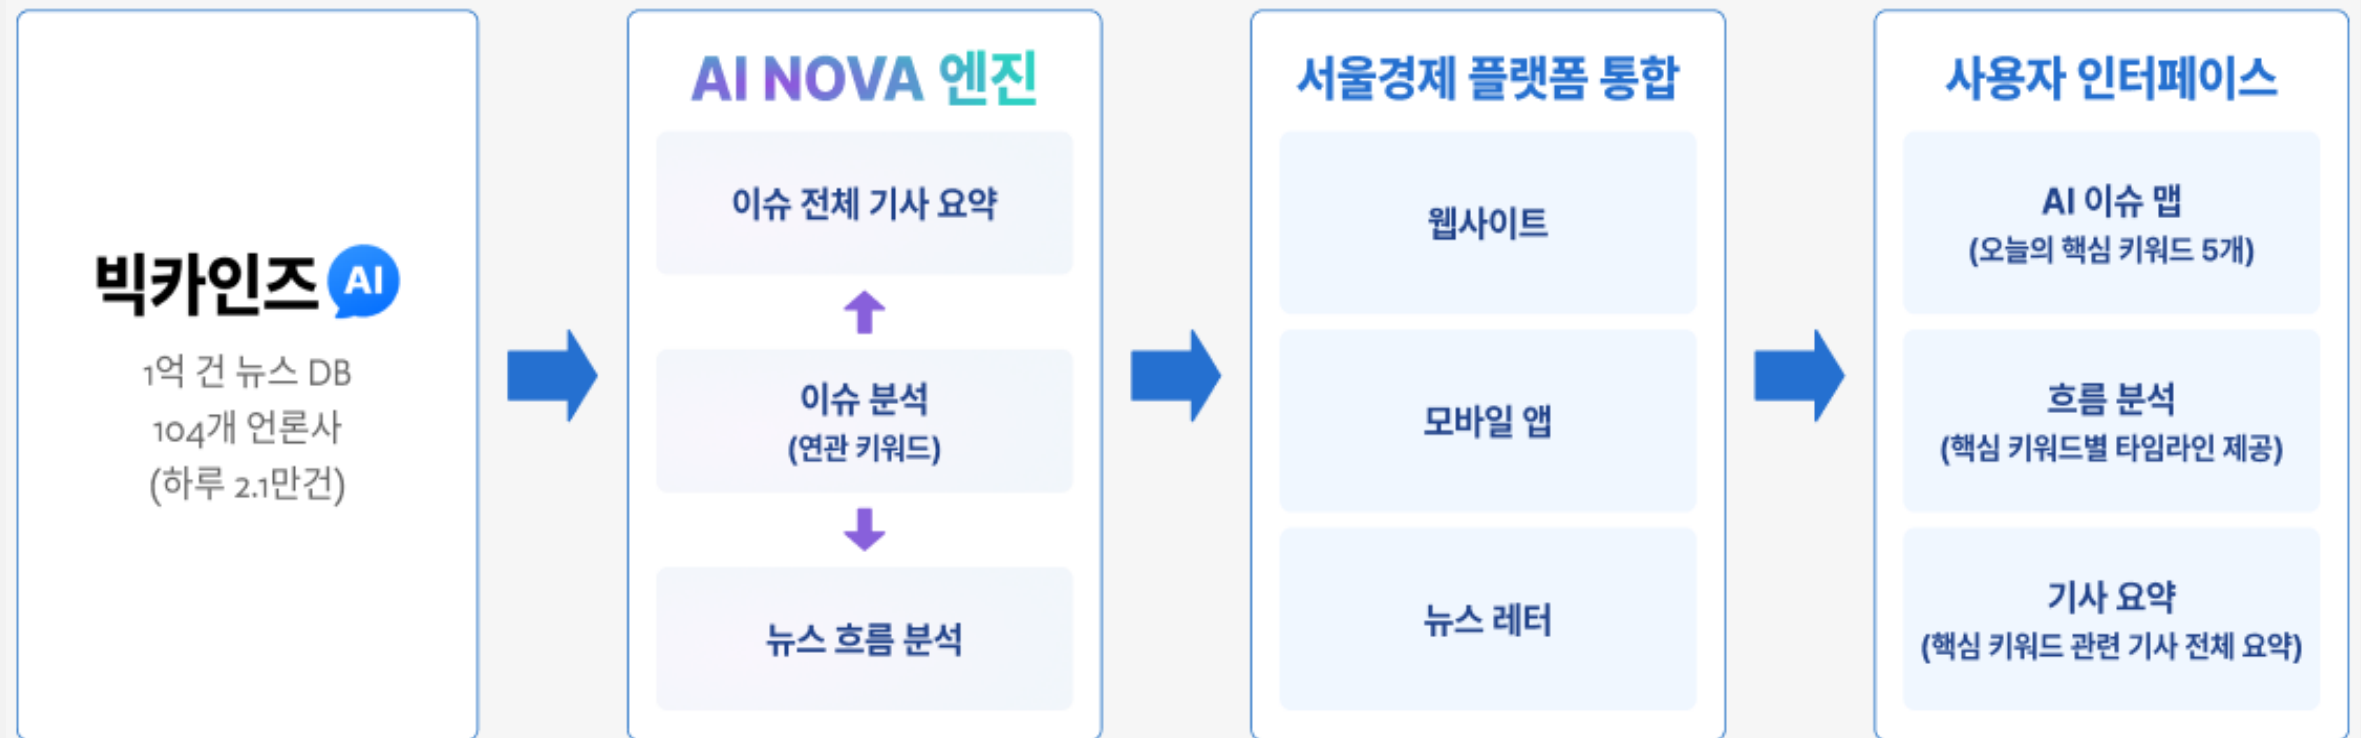 빅카인즈 AI
1억 건 뉴스 DB
104개 언론사
(하루 2.1만건)
AI NOVA 엔진
이슈 전체 기사 요약
이슈 분석
(연관 키워드)
뉴스 흐름 분석
서울경제 플랫폼 통합
웹사이트
모바일 앱
뉴스 레터
사용자 인터페이스
AI 이슈 맵
(오늘의 핵심 키워드 5개)
흐름 분석
(핵심 키워드별 타임라인 제공)
기사 요약
(핵심 키워드 관련 기사 전체 요약)